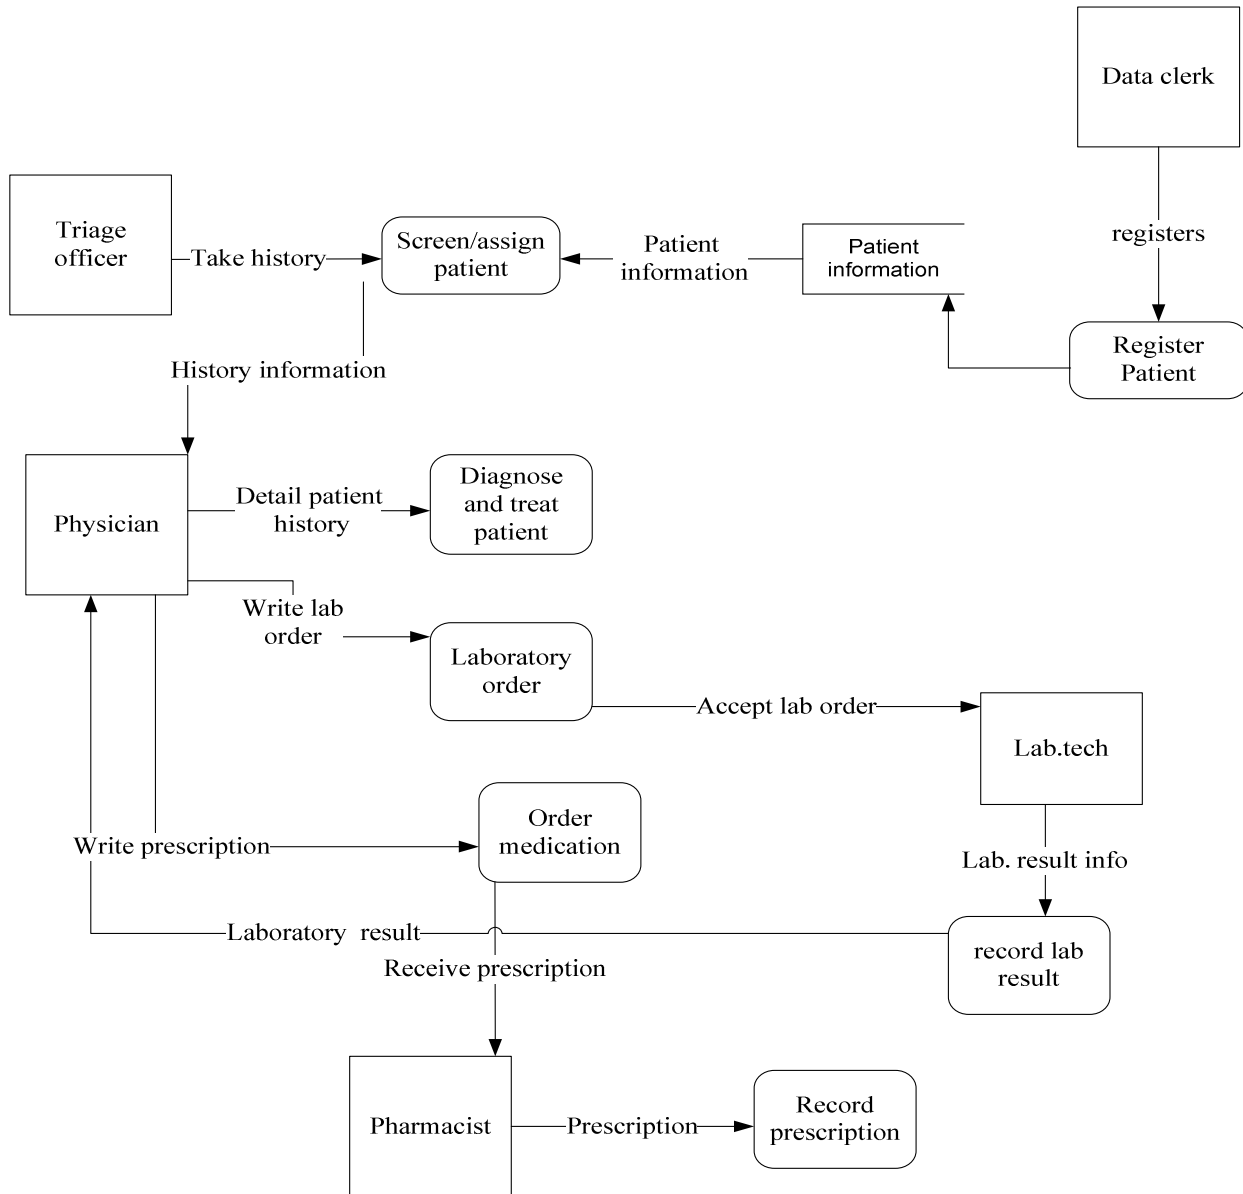 Data clerk
registers
Triage
officer
Take history
Screen/assign
patient
Patient
information
Patient
information
Register
Patient
History information
Physician
Detail patient
history
Diagnose
and treat
patient
Write lab
order
Laboratory
order
Accept lab order
Lab.tech
Order
medication
Write prescription
Lab. result info
Laboratory result
Receive prescription
record lab
result
Pharmacist
Prescription
Record
prescription